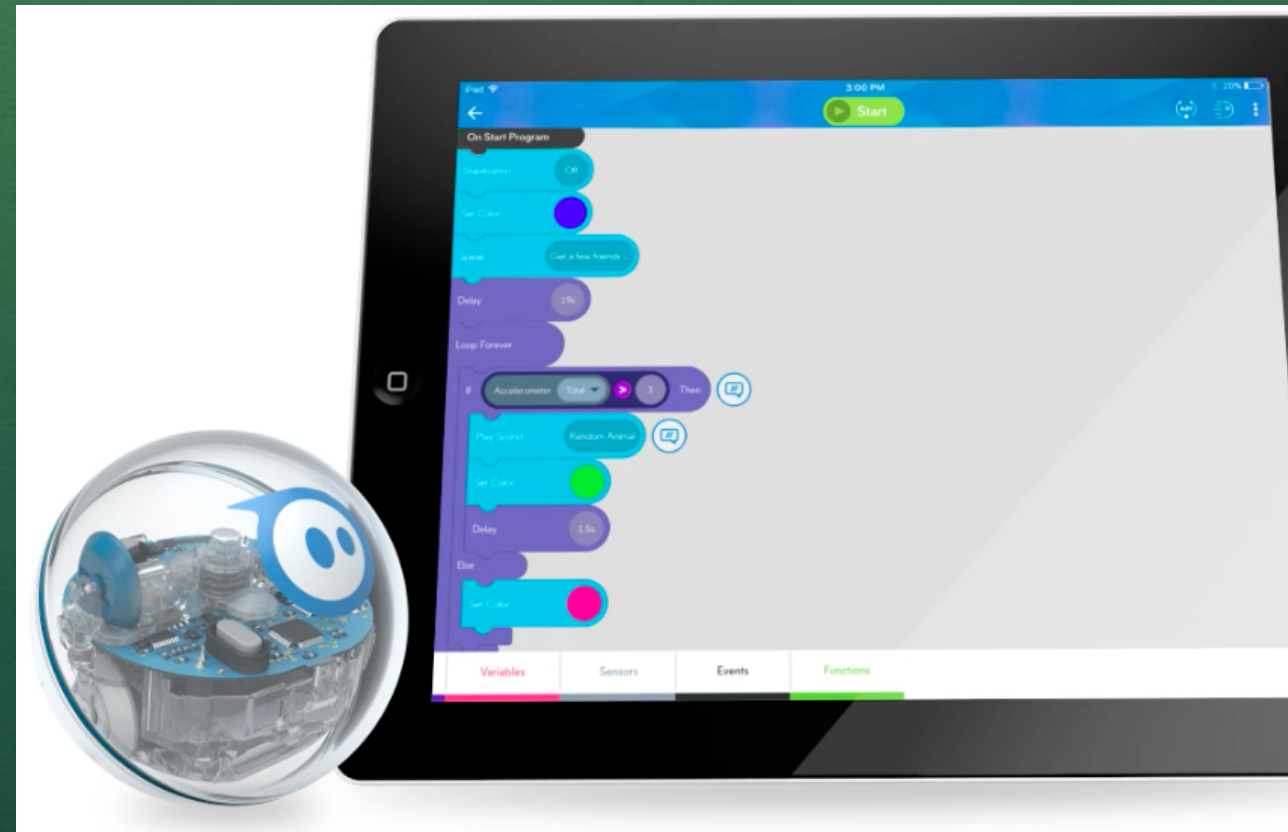 iPad
3:00 PM
20%
Start
On Start Program
Stabilization Off
Set Color
Speak Get a few friends ...
Delay 19s
Loop Forever
If Accelerometer Total > 3 Then
Play Sound Random Animal
Set Color
Delay 1.5s
Else
Set Color
Variables Sensors Events Functions